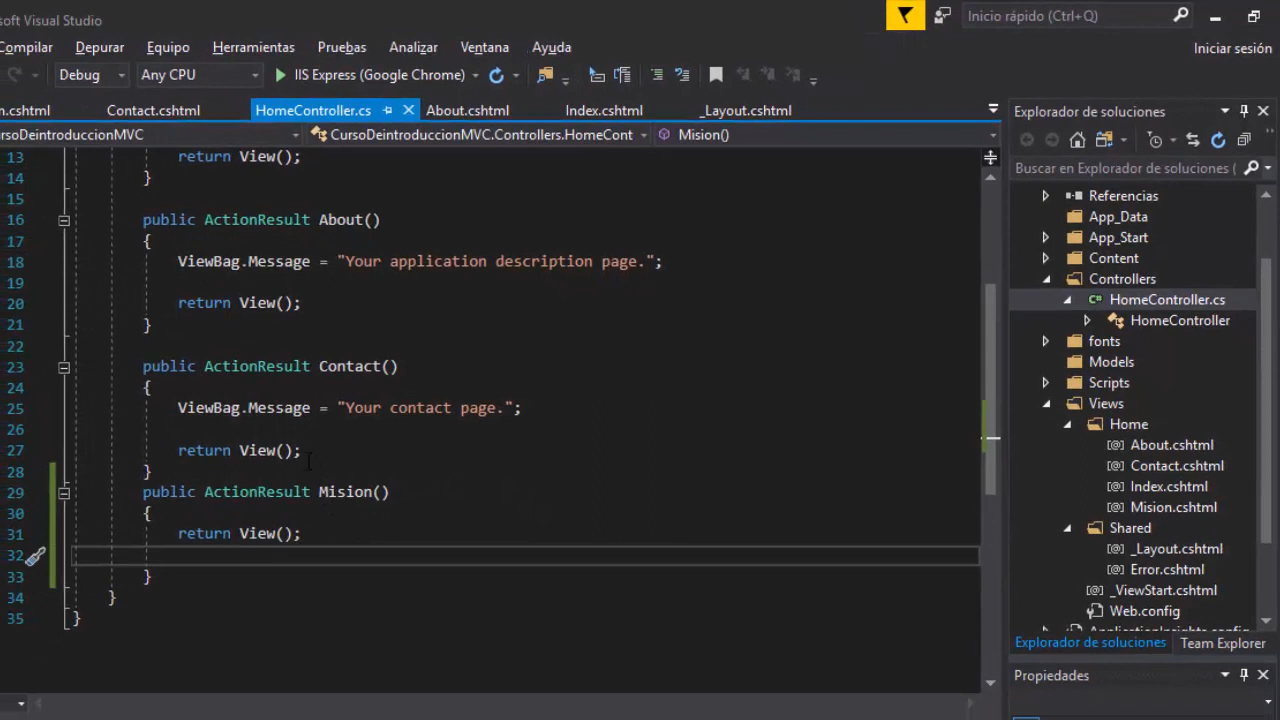 soft Visual Studio
Inicio rápido (Ctrl+Q)
Compilar Depurar Equipo Herramientas Pruebas Analizar Ventana Ayuda
Iniciar sesión
Debug Any CPU IIS Express (Google Chrome)
n.cshtml Contact.cshtml HomeController.cs About.cshtml Index.cshtml _Layout.cshtml
ursoDeintroduccionMVC CursoDeintroduccionMVC.Controllers.HomeCont Mision()
13 return View();
14 }
15
16 public ActionResult About()
17 {
18 ViewBag.Message = "Your application description page.";
19
20 return View();
21 }
22
23 public ActionResult Contact()
24 {
25 ViewBag.Message = "Your contact page.";
26
27 return View();
28 }
29 public ActionResult Mision()
30 {
31 return View();
32
33 }
34 }
35 }
Explorador de soluciones
Buscar en Explorador de soluciones (
Referencias
App_Data
App_Start
Content
Controllers
C# HomeController.cs
HomeController
fonts
Models
Scripts
Views
Home
[@] About.cshtml
[@] Contact.cshtml
[@] Index.cshtml
[@] Mision.cshtml
Shared
[@] _Layout.cshtml
[@] Error.cshtml
[@] _ViewStart.cshtml
Web.config
ApplicationInsights.config
Explorador de soluciones Team Explorer
Propiedades